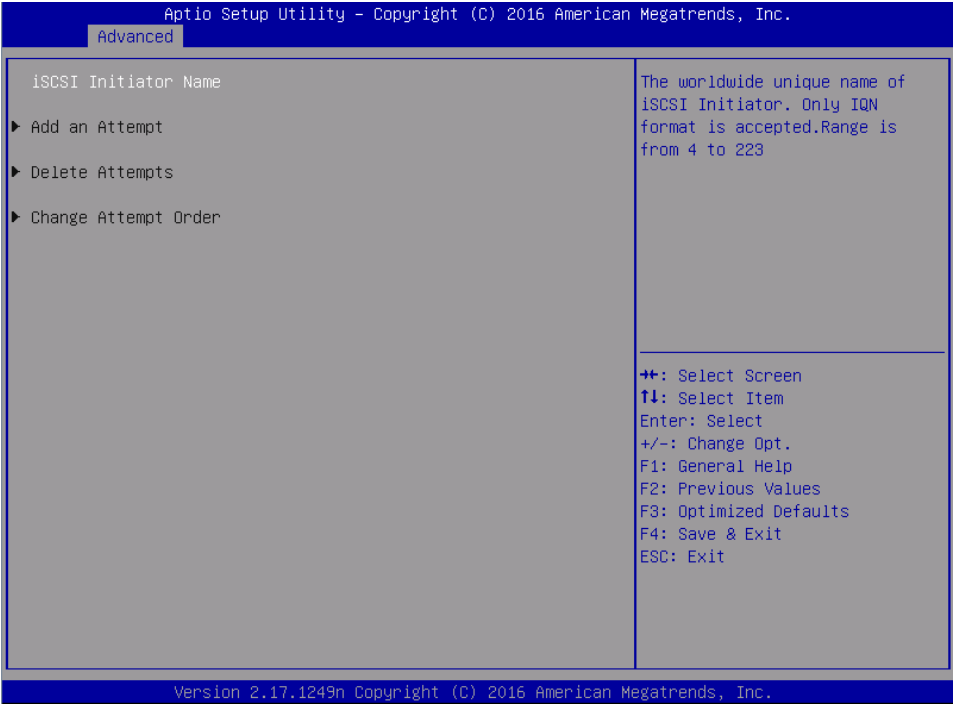 Aptio Setup Utility – Copyright (C) 2016 American Megatrends, Inc.
Advanced
iSCSI Initiator Name
▶ Add an Attempt
▶ Delete Attempts
▶ Change Attempt Order
The worldwide unique name of
iSCSI Initiator. Only IQN
format is accepted.Range is
from 4 to 223
→←: Select Screen
↑↓: Select Item
Enter: Select
+/-: Change Opt.
F1: General Help
F2: Previous Values
F3: Optimized Defaults
F4: Save & Exit
ESC: Exit
Version 2.17.1249n Copyright (C) 2016 American Megatrends, Inc.